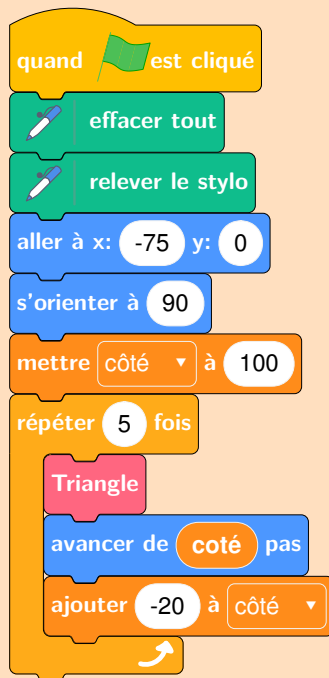 quand est cliqué
effacer tout
relever le stylo
aller à x: -75 y: 0
s'orienter à 90
mettre côté à 100
répéter 5 fois
Triangle
avancer de coté pas
ajouter -20 à côté